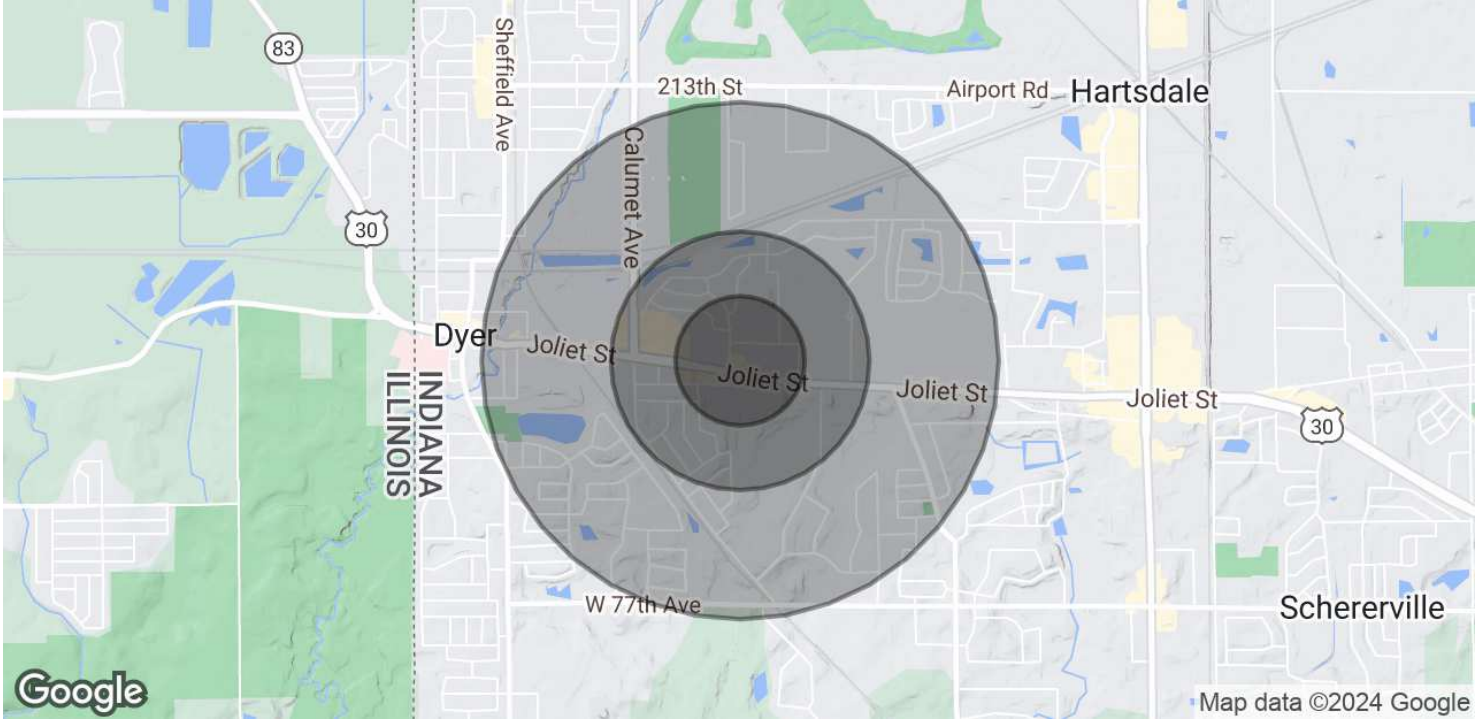 83
Sheffield Ave
213th St
Airport Rd
Hartsdale
Calumet Ave
30
Dyer
Joliet St
Joliet St
Joliet St
Joliet St
30
INDIANA
ILLINOIS
W 77th Ave
Schererville
Google
Map data ©2024 Google